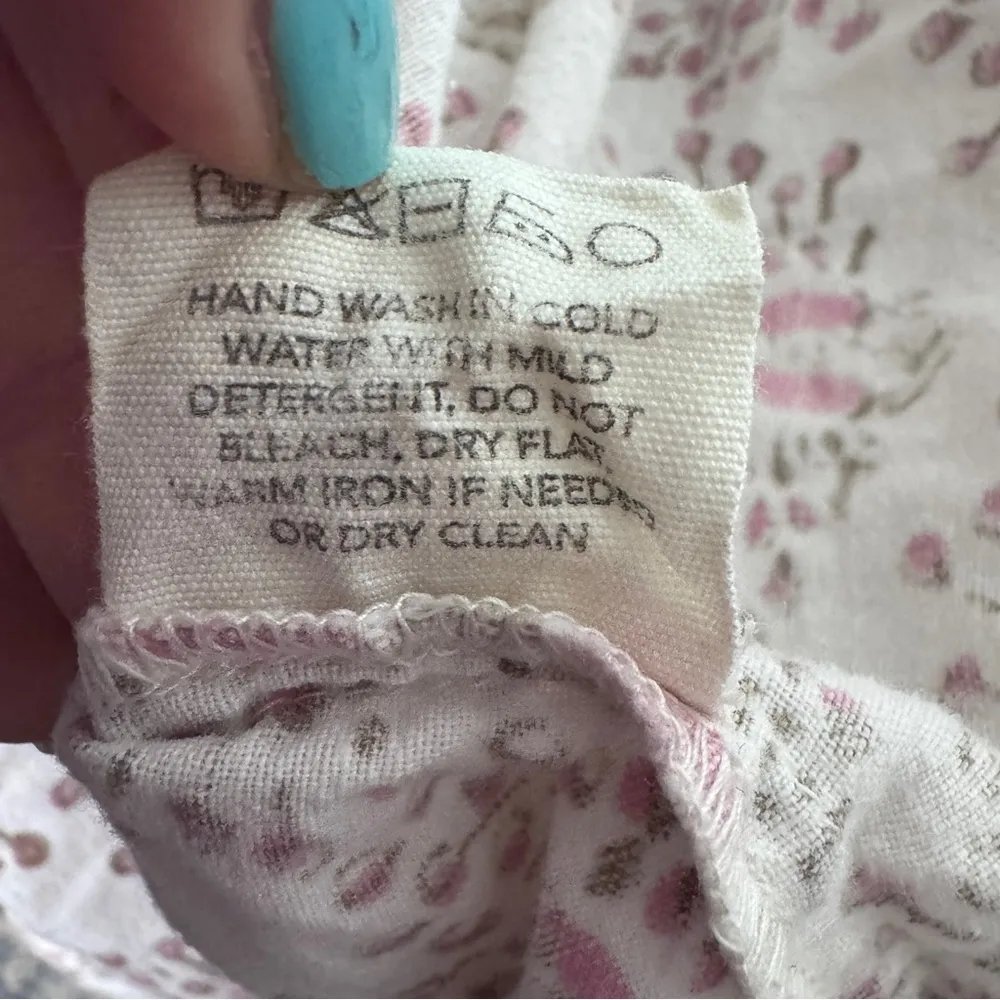 HAND WASH IN COLD
WATER WITH MILD
DETERGENT, DO NOT
BLEACH, DRY FLAT,
WARM IRON IF NEEDED
OR DRY CLEAN